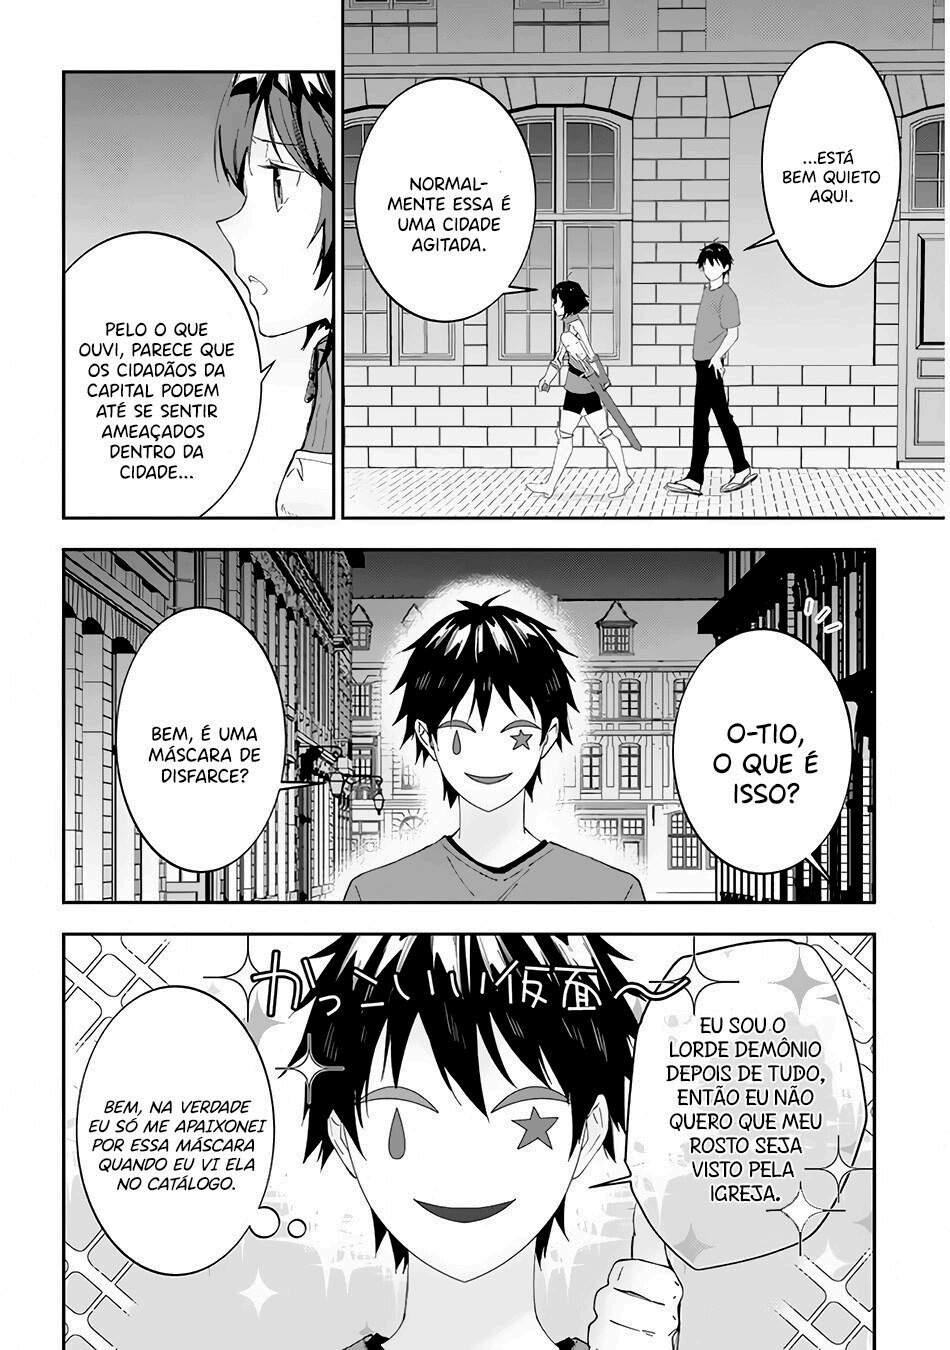 ...ESTÁ
BEM QUIETO
AQUI.
NORMAL-
MENTE ESSA É
UMA CIDADE
AGITADA.
PELO O QUE
OUVI, PARECE QUE
OS CIDADÃOS DA
CAPITAL PODEM
ATÉ SE SENTIR
AMEAÇADOS
DENTRO DA
CIDADE...
O-TIO,
O QUE É
ISSO?
BEM, É UMA
MÁSCARA DE
DISFARCE?
がっこいいい仮面〜
EU SOU O
LORDE DEMÔNIO
DEPOIS DE TUDO,
ENTÃO EU NÃO
QUERO QUE MEU
ROSTO SEJA
VISTO PELA
IGREJA.
BEM, NA VERDADE
EU SÓ ME APAIXONEI
POR ESSA MÁSCARA
QUANDO EU VI ELA
NO CATÁLOGO.